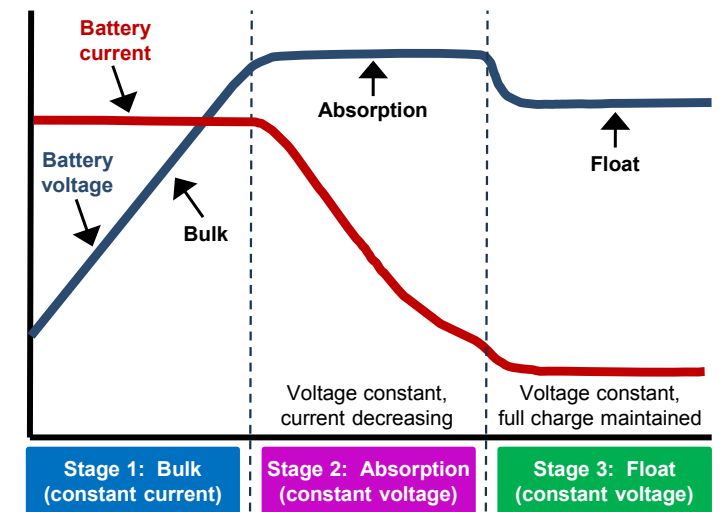 Battery
current
Battery
voltage
Bulk
Absorption
Float
Voltage constant,
current decreasing
Voltage constant,
full charge maintained
Stage 1:  Bulk
(constant current)
Stage 2:  Absorption
(constant voltage)
Stage 3:  Float
(constant voltage)